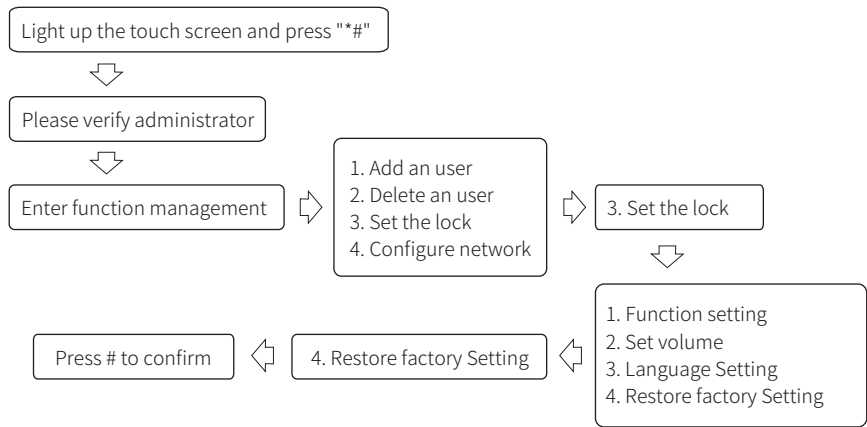 Light up the touch screen and press "*#"
Please verify administrator
Enter function management
1. Add an user
2. Delete an user
3. Set the lock
4. Configure network
3. Set the lock
1. Function setting
2. Set volume
3. Language Setting
4. Restore factory Setting
4. Restore factory Setting
Press # to confirm